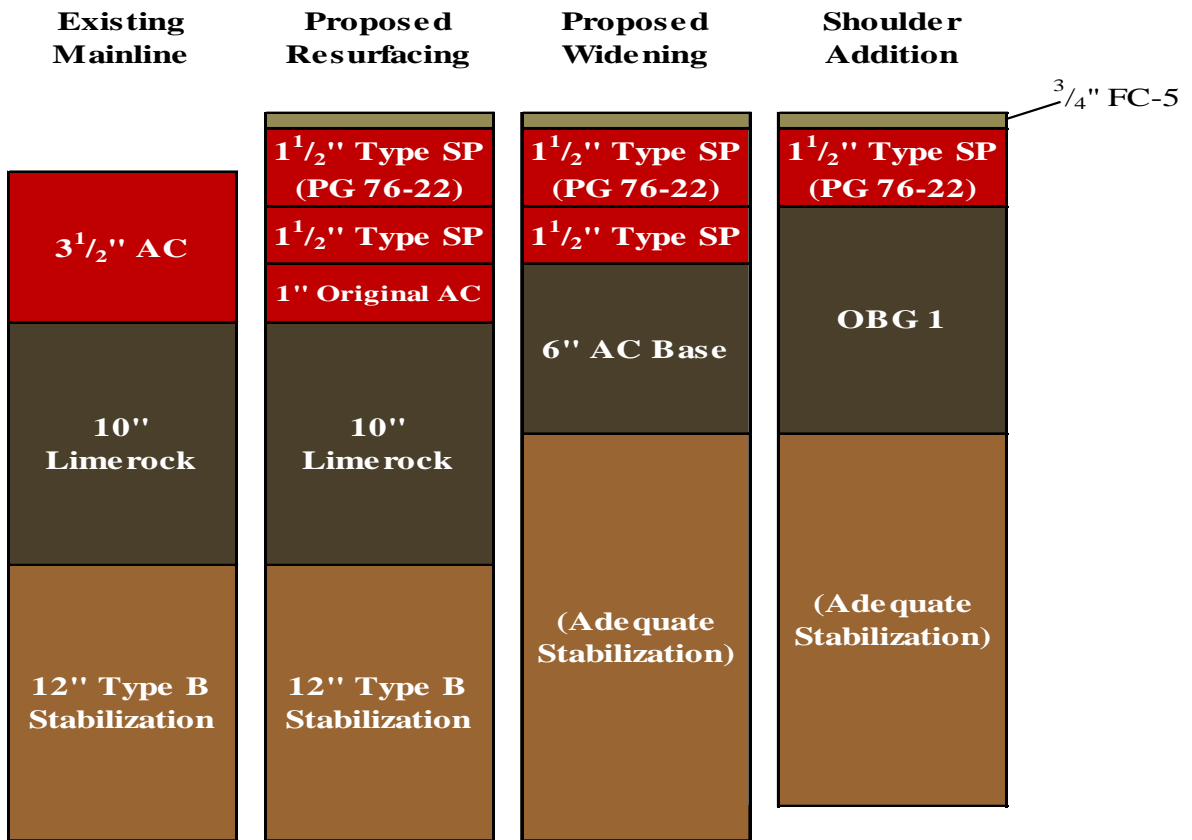 Existing
Mainline
Proposed
Resurfacing
Proposed
Widening
Shoulder
Addition
3/4" FC-5
3 1/2'' AC
10''
Limerock
12'' Type B
Stabilization
1 1/2'' Type SP
(PG 76-22)
1 1/2'' Type SP
1'' Original AC
10''
Limerock
12'' Type B
Stabilization
1 1/2'' Type SP
(PG 76-22)
1 1/2'' Type SP
6'' AC Base
(Adequate
Stabilization)
1 1/2'' Type SP
(PG 76-22)
OBG 1
(Adequate
Stabilization)